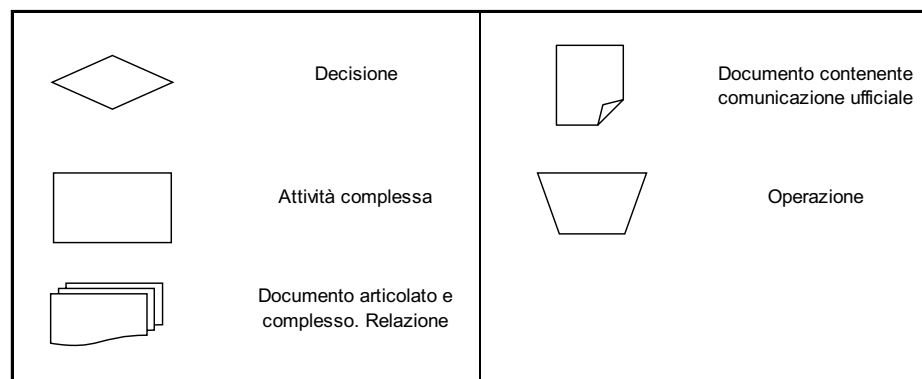 Decisione
Attività complessa
Documento articolato e
complesso. Relazione
Documento contenente
comunicazione ufficiale
Operazione